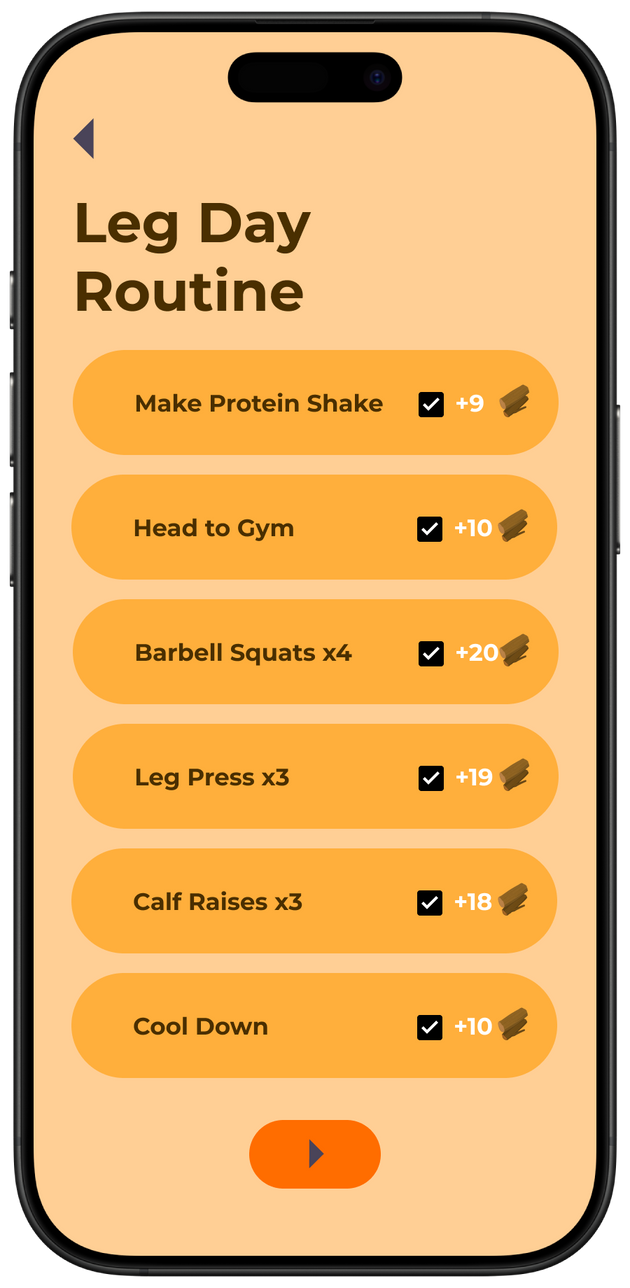 Leg Day
Routine
Make Protein Shake +9
Head to Gym +10
Barbell Squats x4 +20
Leg Press x3 +19
Calf Raises x3 +18
Cool Down +10